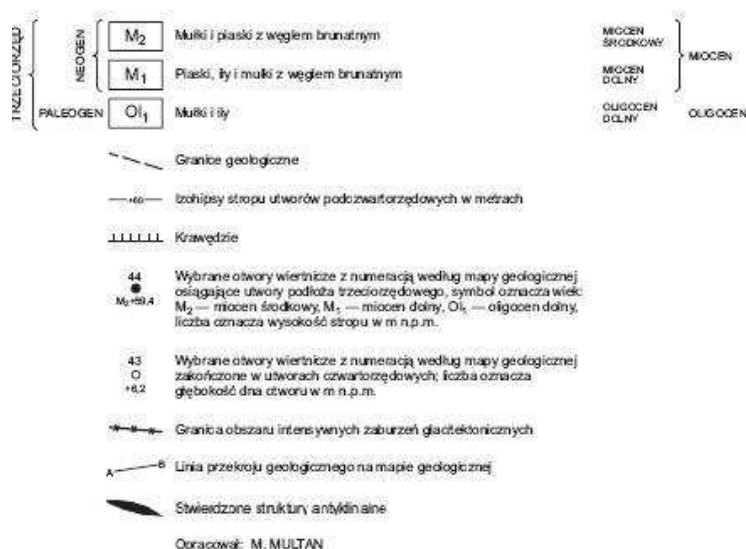 TRZECIORZĘD
NEOGEN
M2
Mułki i piaski z węglem brunatnym
MIOCEN ŚRODKOWY
MIOCEN
M1
Piaski, iły i mułki z węglem brunatnym
MIOCEN DOLNY
PALEOGEN
Ol1
Mułki i iły
OLIGOCEN DOLNY
OLIGOCEN
Granice geologiczne
+60
Izohipsy stropu utworów podczwartorzędowych w metrach
Krawędzie
44
M2+59,4
Wybrane otwory wiertnicze z numeracją według mapy geologicznej
osiągające utwory podłoża trzeciorzędowego, symbol oznacza wiek:
M2 — miocen środkowy, M1 — miocen dolny, Ol1 — oligocen dolny,
liczba oznacza wysokość stropu w m n.p.m.
43
+6,2
Wybrane otwory wiertnicze z numeracją według mapy geologicznej
zakończone w utworach czwartorzędowych; liczba oznacza
głębokość dna otworu w m n.p.m.
Granica obszaru intensywnych zaburzeń glacitektonicznych
A B
Linia przekroju geologicznego na mapie geologicznej
Stwierdzone struktury antyklinalne
Opracował: M. MULTAN